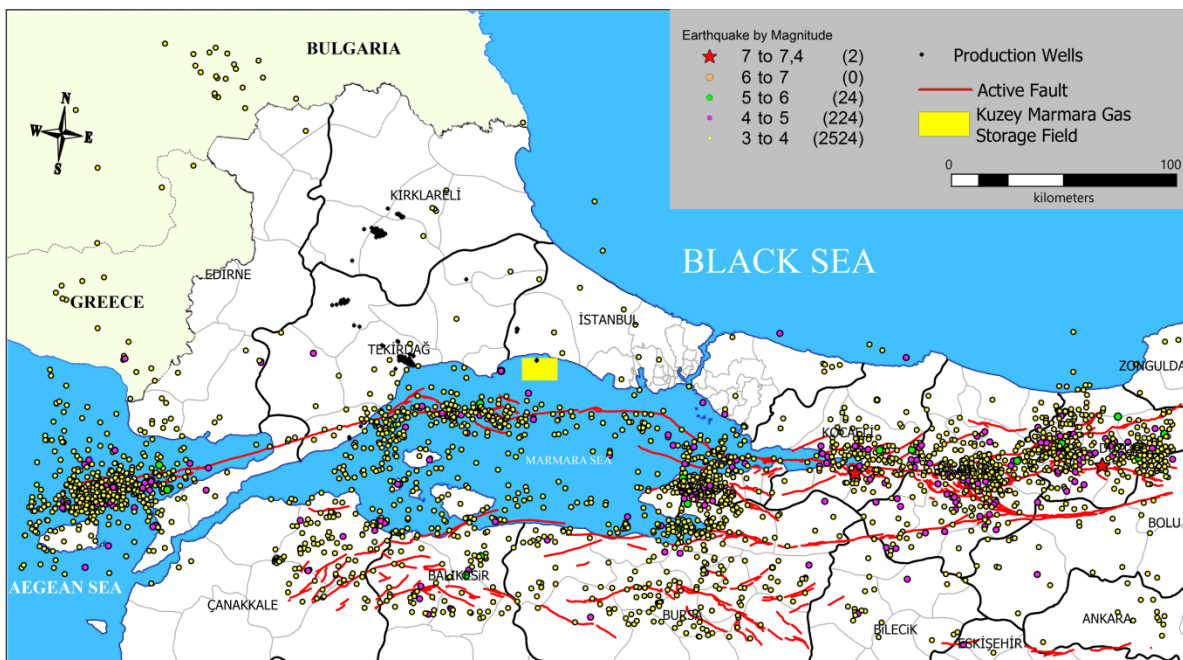 BULGARIA
N
W
E
S
Earthquake by Magnitude
7 to 7,4 (2)
6 to 7 (0)
5 to 6 (24)
4 to 5 (224)
3 to 4 (2524)
Production Wells
Active Fault
Kuzey Marmara Gas
Storage Field
0 100
kilometers
KIRKLARELİ
BLACK SEA
EDİRNE
GREECE
İSTANBUL
TEKİRDAĞ
ZONGULDA
KOCAELİ
MARMARA SEA
BOLU
AEGEAN SEA
ÇANAKKALE
BALIKESİR
BURSA
BİLECİK
ESKİŞEHİR
ANKARA